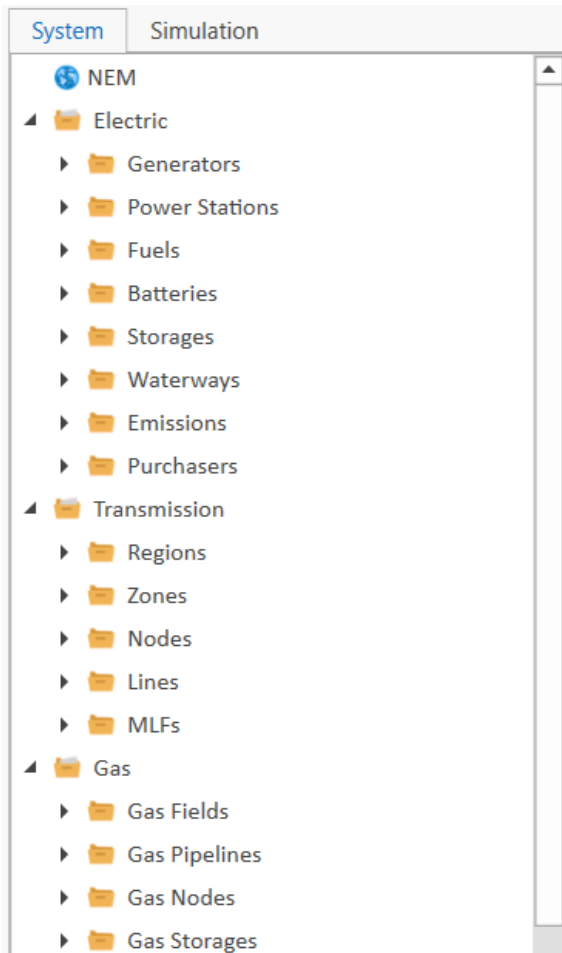 System Simulation
NEM
Electric
Generators
Power Stations
Fuels
Batteries
Storages
Waterways
Emissions
Purchasers
Transmission
Regions
Zones
Nodes
Lines
MLFs
Gas
Gas Fields
Gas Pipelines
Gas Nodes
Gas Storages